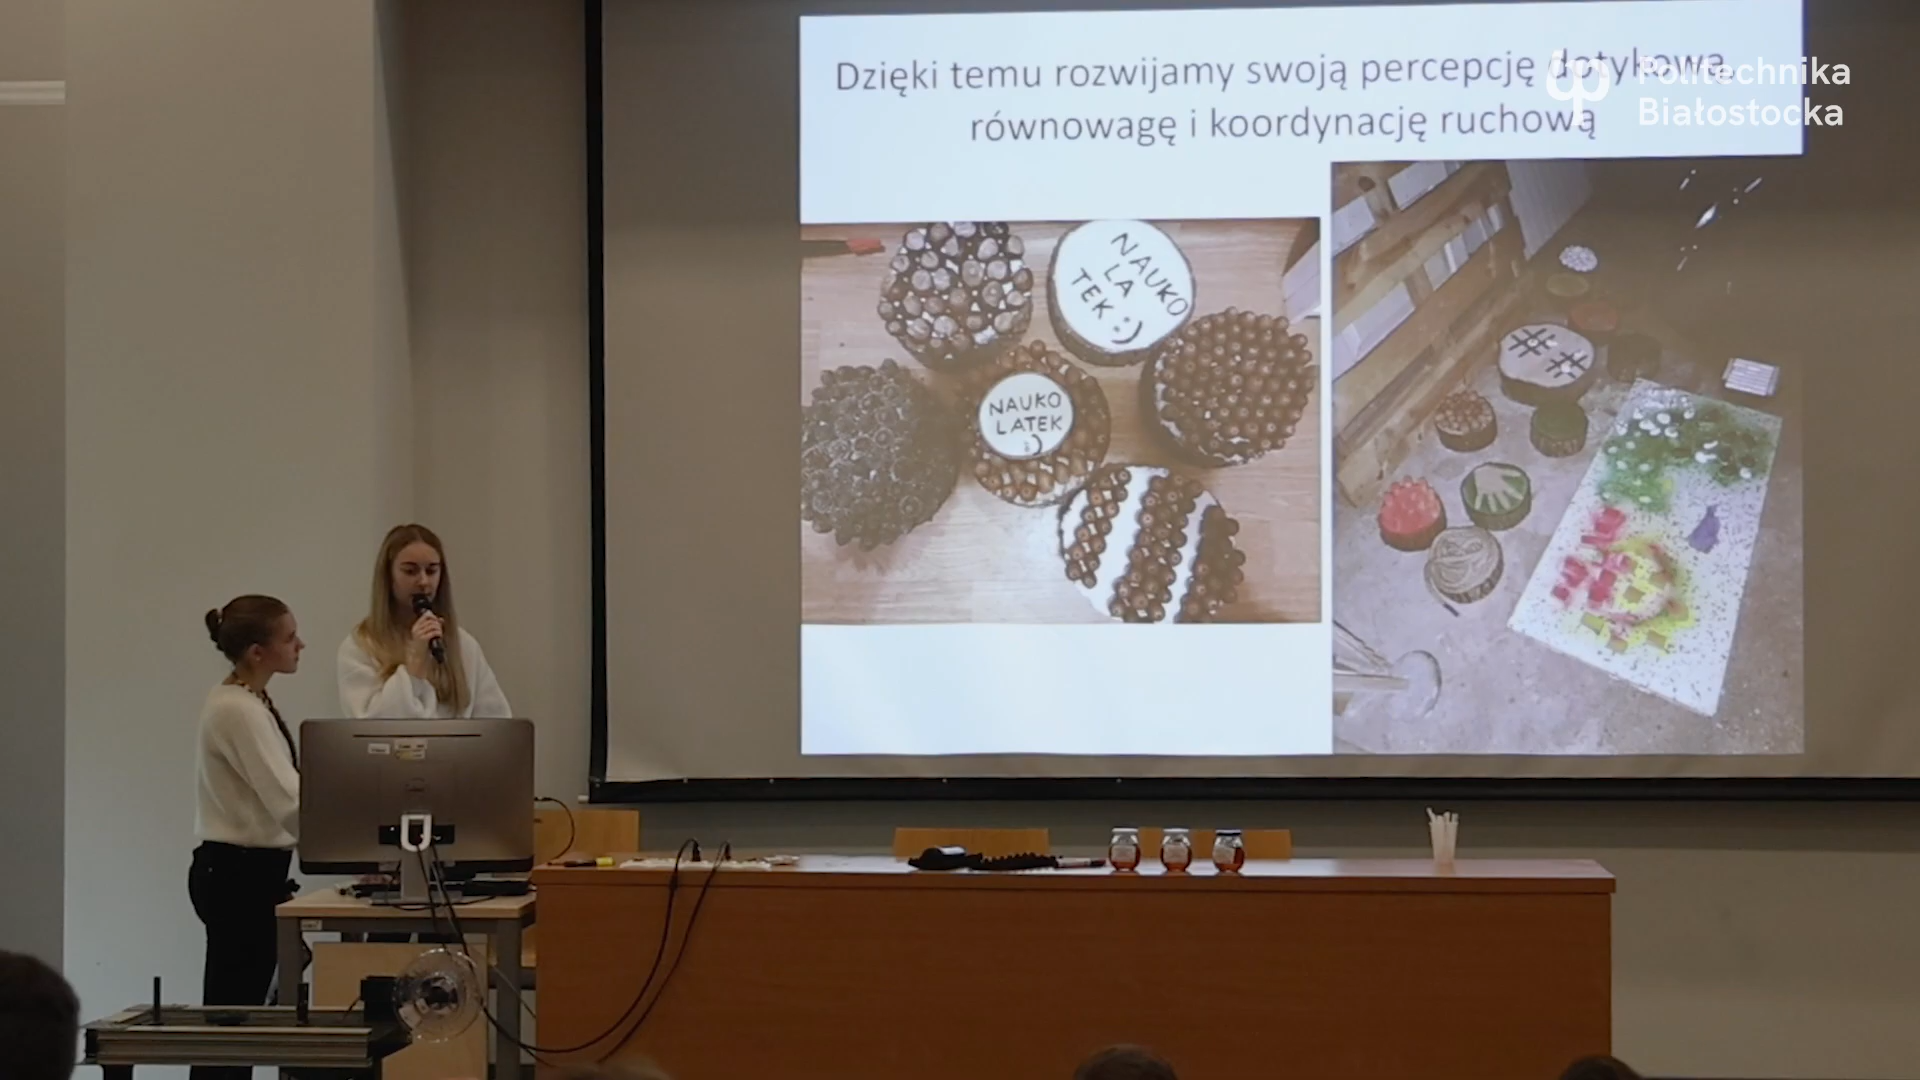 Dzięki temu rozwijamy swoją percepcję dotykową,
równowagę i koordynację ruchową
Politechnika
Białostocka
NAUKO
LA
TEK :)
NAUKO
LATEK
:)
##